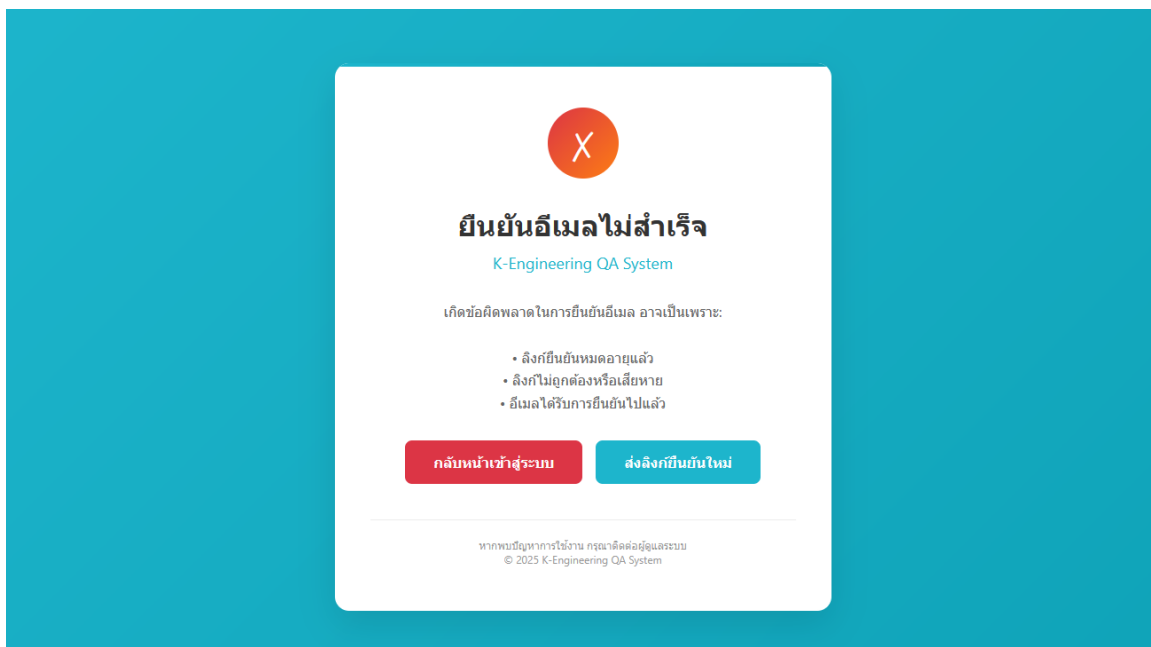 ยืนยันอีเมลไม่สำเร็จ
K-Engineering QA System
เกิดข้อผิดพลาดในการยืนยันอีเมล อาจเป็นเพราะ:
• ลิงก์ยืนยันหมดอายุแล้ว
• ลิงก์ไม่ถูกต้องหรือเสียหาย
• อีเมลได้รับการยืนยันไปแล้ว
กลับหน้าเข้าสู่ระบบ
ส่งลิงก์ยืนยันใหม่
หากพบปัญหาการใช้งาน กรุณาติดต่อผู้ดูแลระบบ
© 2025 K-Engineering QA System